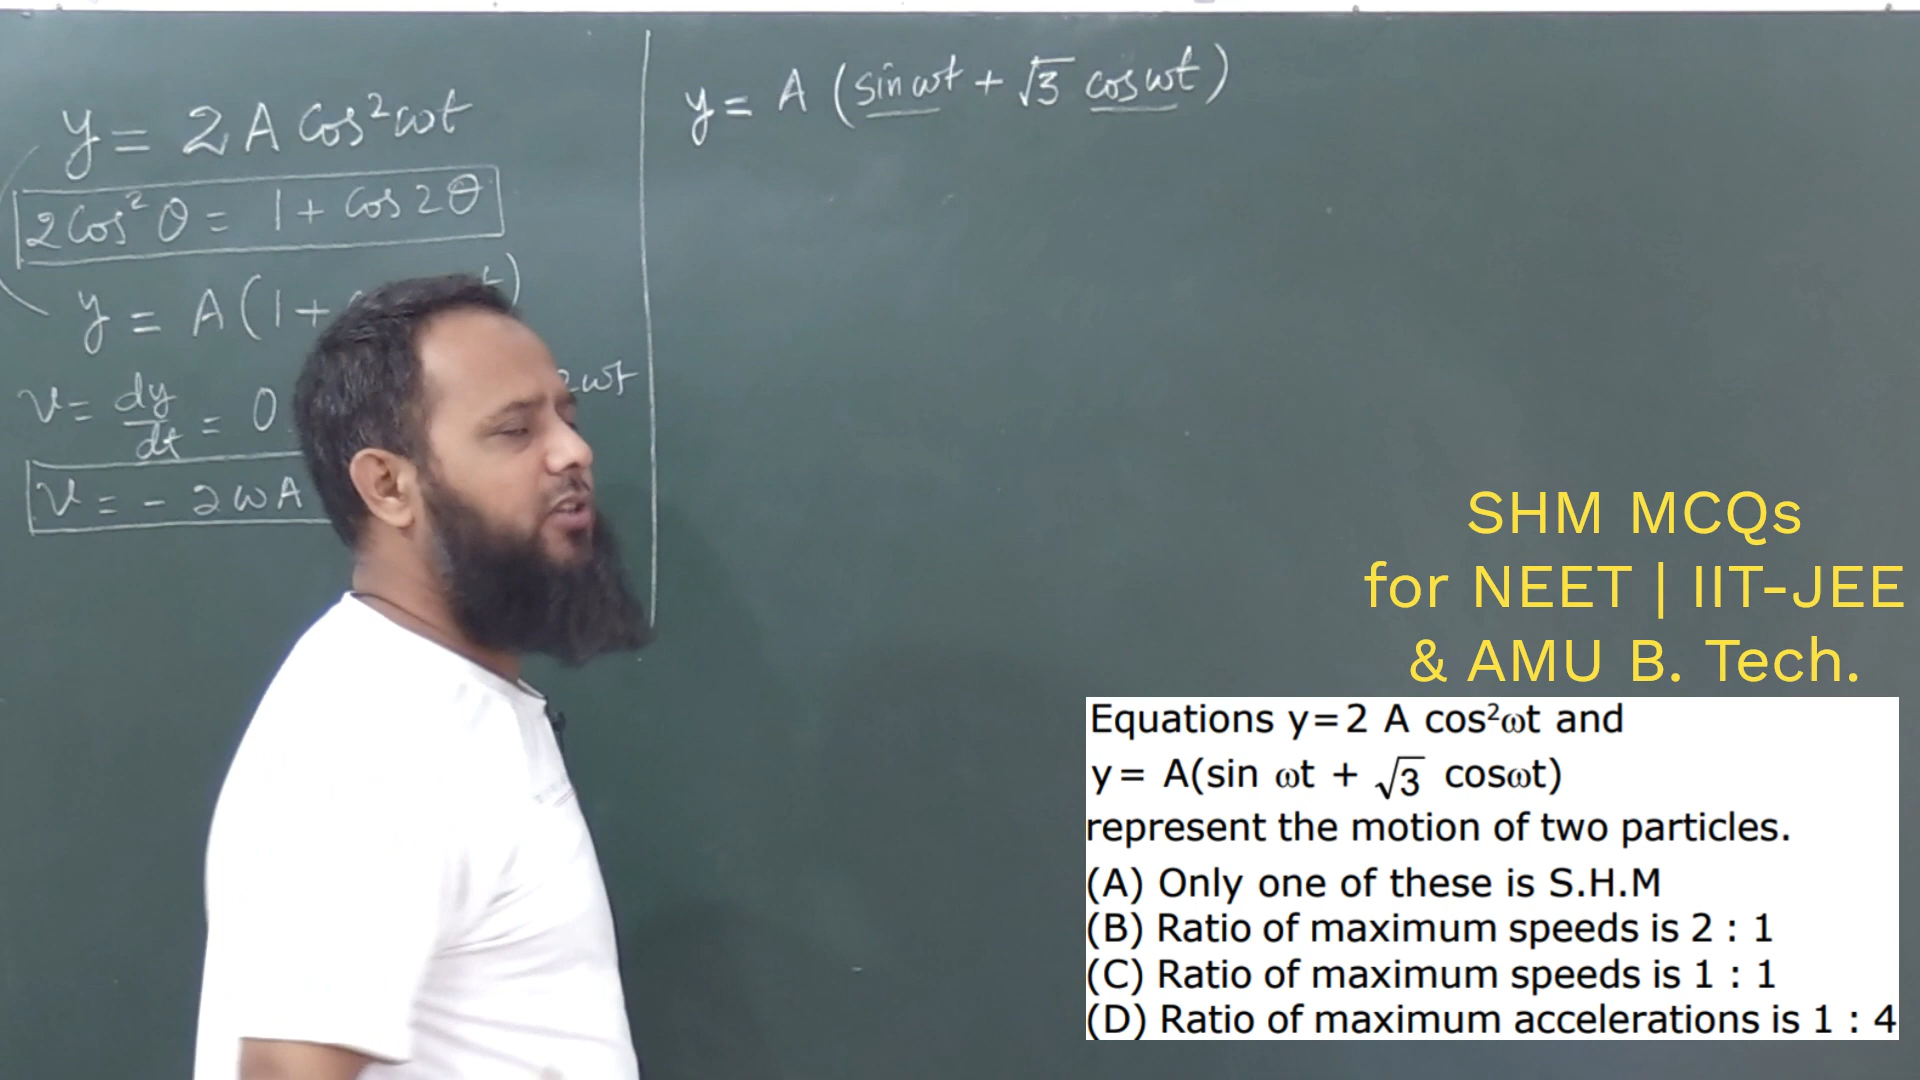 y = 2 A Cos²ωt
2Cos²θ = 1 + Cos 2θ
y = A(1+ t)
v = dy/dt = 0 2ωt
v = - 2ωA
y = A (sin ωt + √3 cos ωt)
SHM MCQs
for NEET | IIT-JEE
& AMU B. Tech.
Equations y=2 A cos²ωt and
y= A(sin ωt + √3 cosωt)
represent the motion of two particles.
(A) Only one of these is S.H.M
(B) Ratio of maximum speeds is 2 : 1
(C) Ratio of maximum speeds is 1 : 1
(D) Ratio of maximum accelerations is 1 : 4